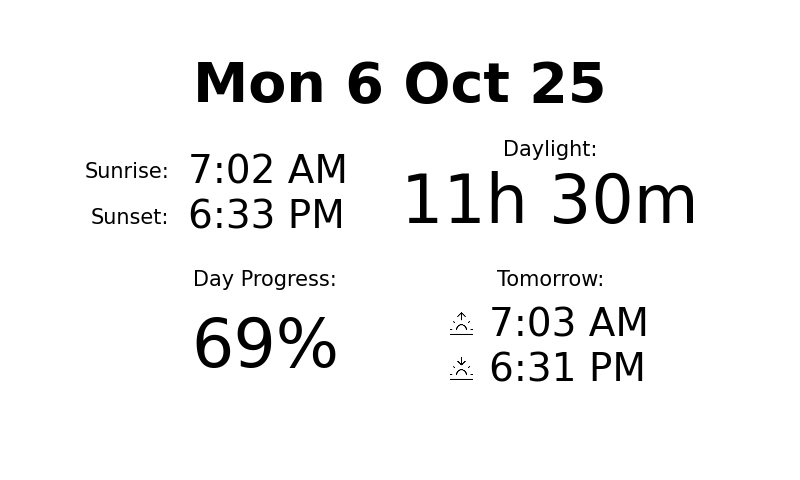 Mon 6 Oct 25
Sunrise: 7:02 AM
Sunset: 6:33 PM
Daylight:
11h 30m
Day Progress:
69%
Tomorrow:
7:03 AM
6:31 PM